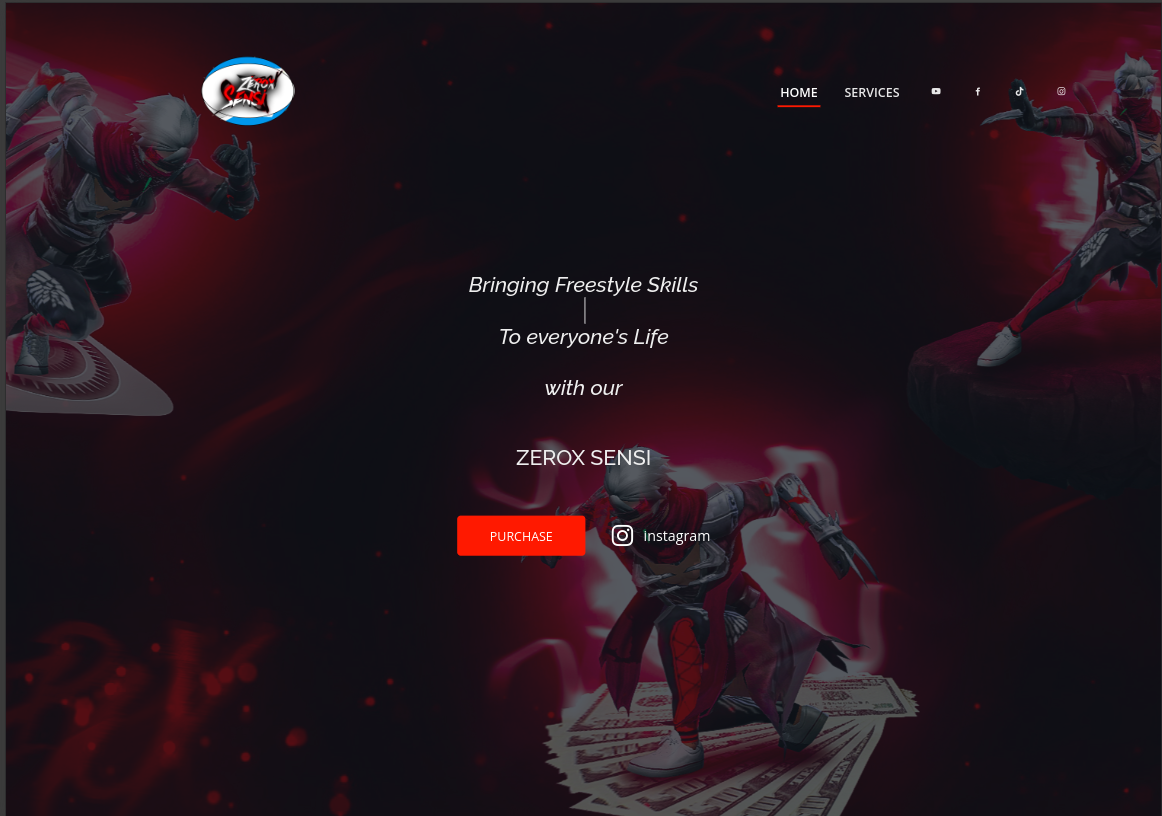 ZEROX
SENSI
HOME
SERVICES
Bringing Freestyle Skills
To everyone's Life
with our
ZEROX SENSI
PURCHASE
Instagram